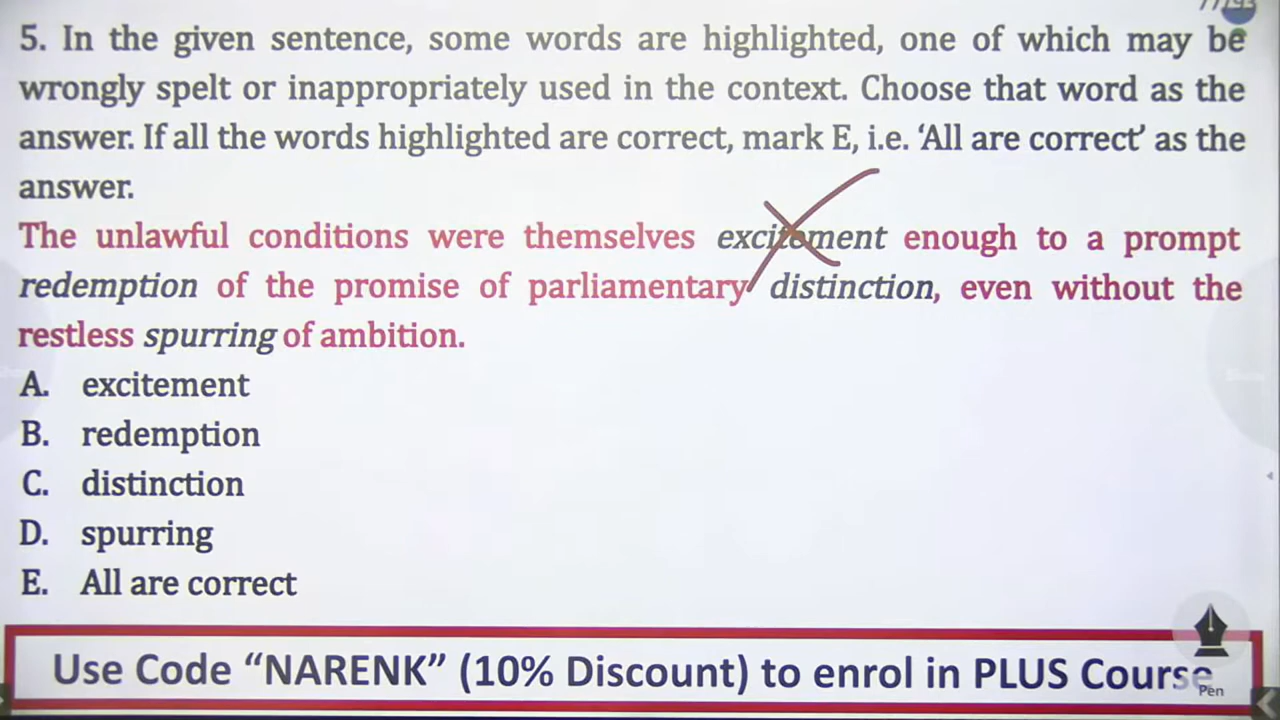 5. In the given sentence, some words are highlighted, one of which may be
wrongly spelt or inappropriately used in the context. Choose that word as the
answer. If all the words highlighted are correct, mark E, i.e. ‘All are correct’ as the
answer.
The unlawful conditions were themselves excitement enough to a prompt
redemption of the promise of parliamentary distinction, even without the
restless spurring of ambition.
A. excitement
B. redemption
C. distinction
D. spurring
E. All are correct
Use Code “NARENK” (10% Discount) to enrol in PLUS Course
Pen